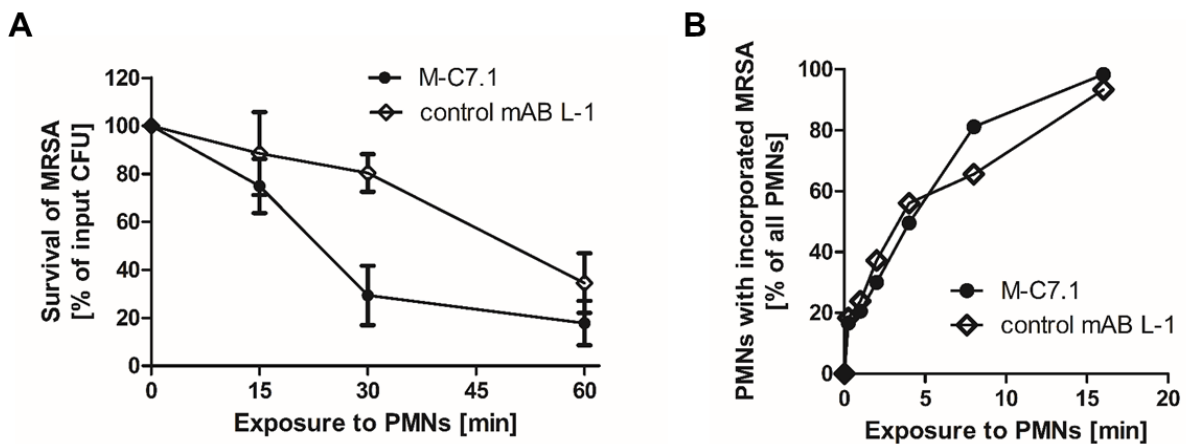 A
Survival of MRSA
[% of input CFU]
120
100
80
60
40
20
0
M-C7.1
control mAB L-1
0 15 30 45 60
Exposure to PMNs [min]
B
PMNs with incorporated MRSA
[% of all PMNs]
100
80
60
40
20
0
M-C7.1
control mAB L-1
0 5 10 15 20
Exposure to PMNs [min]